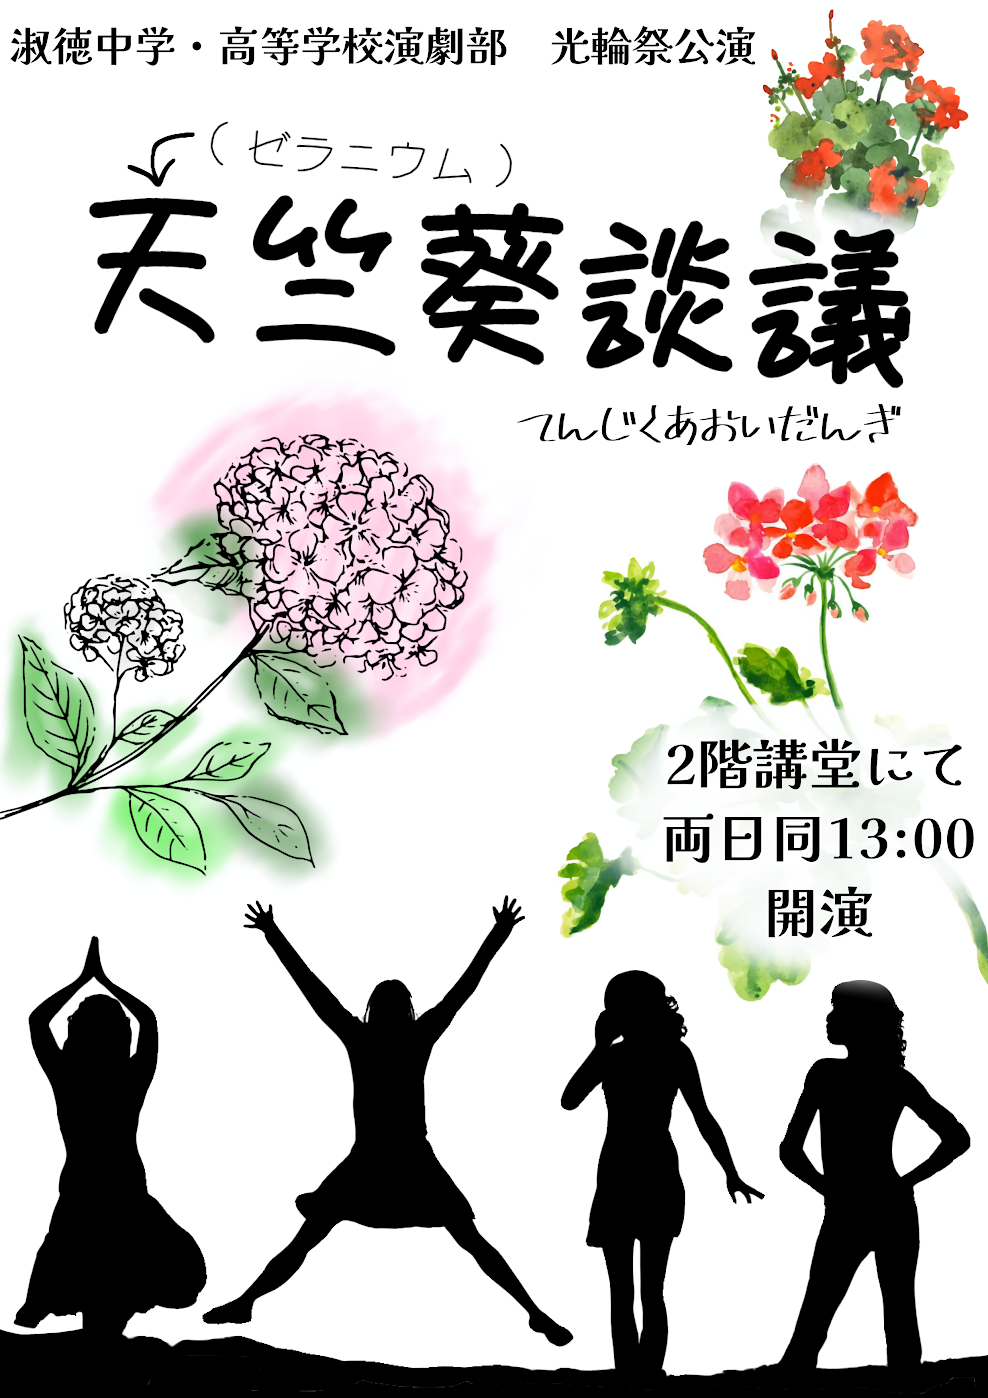 淑徳中学・高等学校演劇部　光輪祭公演
（ゼラニウム）
天竺葵談議
てんじくあおいだんぎ
2階講堂にて
両日同13:00
開演